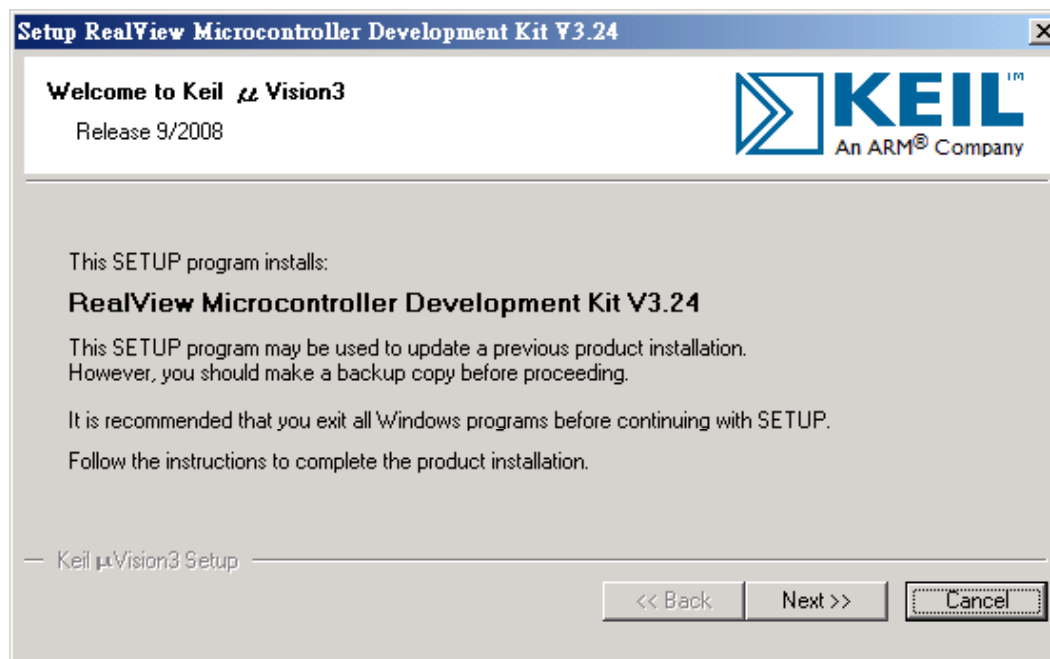 Setup RealView Microcontroller Development Kit V3.24
Welcome to Keil μ Vision3
Release 9/2008
KEIL™
An ARM® Company
This SETUP program installs:
RealView Microcontroller Development Kit V3.24
This SETUP program may be used to update a previous product installation.
However, you should make a backup copy before proceeding.
It is recommended that you exit all Windows programs before continuing with SETUP.
Follow the instructions to complete the product installation.
Keil μVision3 Setup
<< Back
Next >>
Cancel